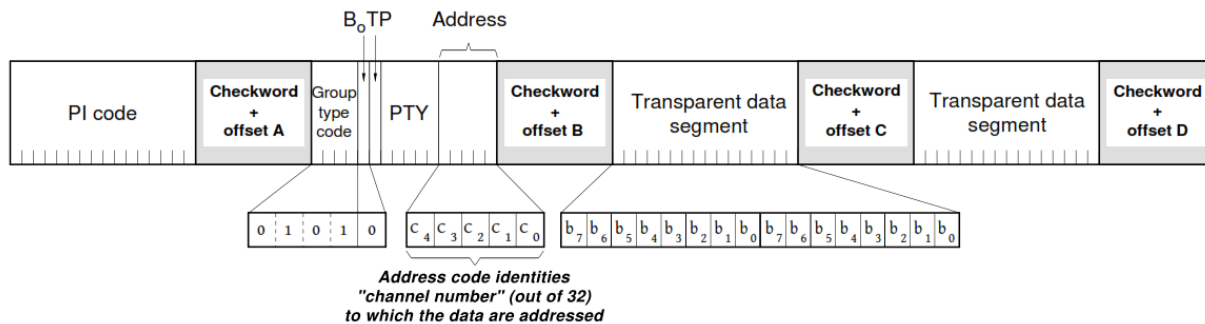 B₀TP Address
PI code
Checkword
+
offset A
Group
type
code
PTY
Checkword
+
offset B
Transparent data
segment
Checkword
+
offset C
Transparent data
segment
Checkword
+
offset D
0 1 0 1 0
C₄ C₃ C₂ C₁ C₀
b₇ b₆ b₅ b₄ b₃ b₂ b₁ b₀ b₇ b₆ b₅ b₄ b₃ b₂ b₁ b₀
Address code identities
"channel number" (out of 32)
to which the data are addressed